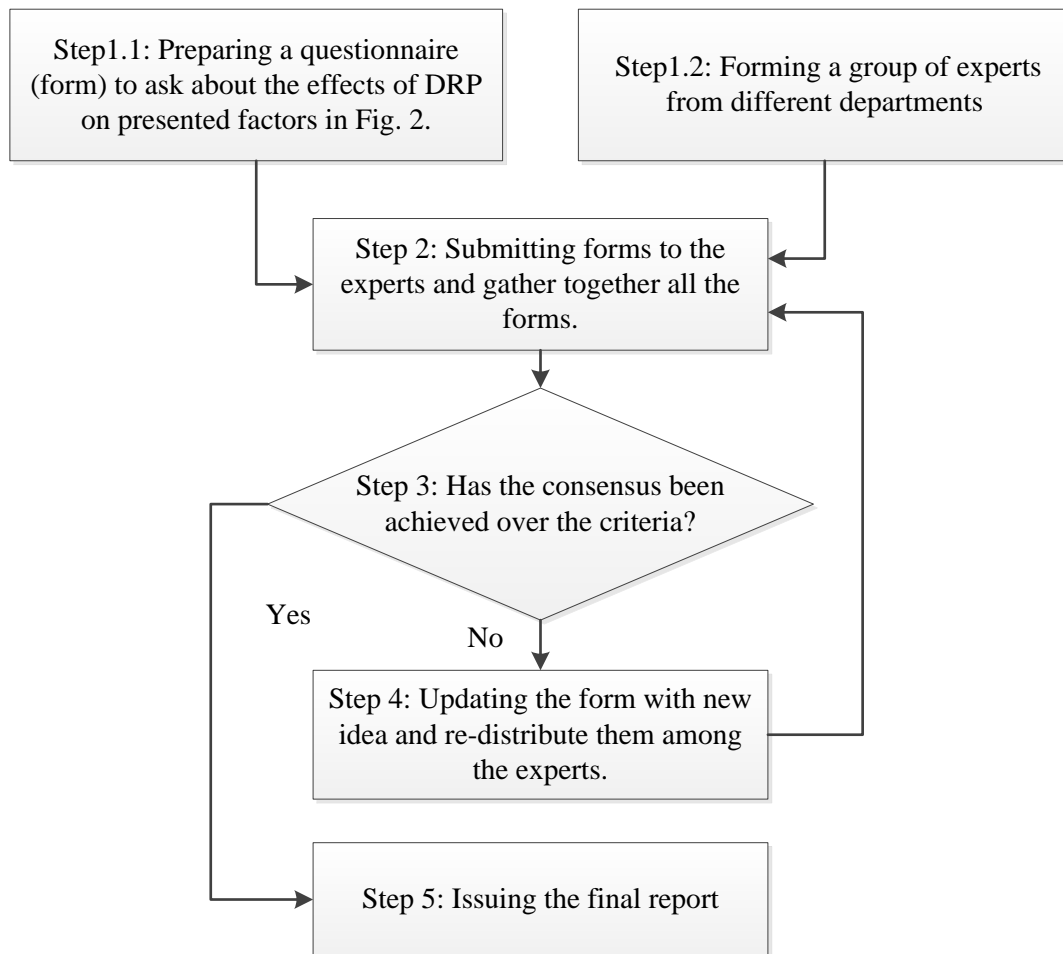 Step1.1: Preparing a questionnaire
(form) to ask about the effects of DRP
on presented factors in Fig. 2.
Step1.2: Forming a group of experts
from different departments
Step 2: Submitting forms to the
experts and gather together all the
forms.
Step 3: Has the consensus been
achieved over the criteria?
Yes
No
Step 4: Updating the form with new
idea and re-distribute them among
the experts.
Step 5: Issuing the final report